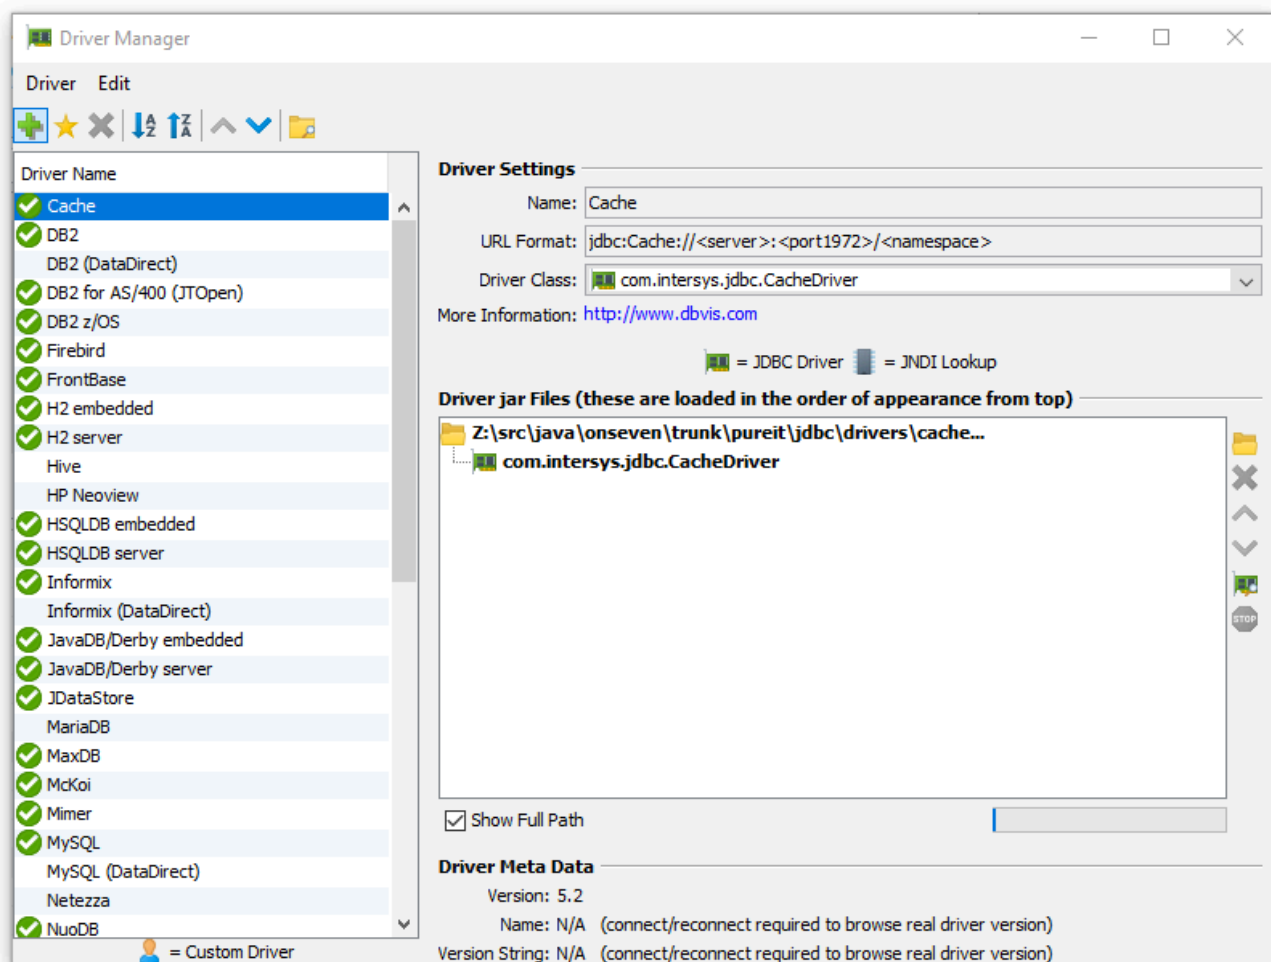 Driver Manager
Driver Edit
Driver Name
Cache
DB2
DB2 (DataDirect)
DB2 for AS/400 (JTOpen)
DB2 z/OS
Firebird
FrontBase
H2 embedded
H2 server
Hive
HP Neoview
HSQLDB embedded
HSQLDB server
Informix
Informix (DataDirect)
JavaDB/Derby embedded
JavaDB/Derby server
JDataStore
MariaDB
MaxDB
McKoi
Mimer
MySQL
MySQL (DataDirect)
Netezza
NuoDB
= Custom Driver
Driver Settings
Name: Cache
URL Format: jdbc:Cache://<server>:<port1972>/<namespace>
Driver Class: com.intersys.jdbc.CacheDriver
More Information: http://www.dbvis.com
= JDBC Driver = JNDI Lookup
Driver jar Files (these are loaded in the order of appearance from top)
Z:\src\java\onseven\trunk\pureit\jdbc\drivers\cache...
com.intersys.jdbc.CacheDriver
STOP
Show Full Path
Driver Meta Data
Version: 5.2
Name: N/A (connect/reconnect required to browse real driver version)
Version String: N/A (connect/reconnect required to browse real driver version)